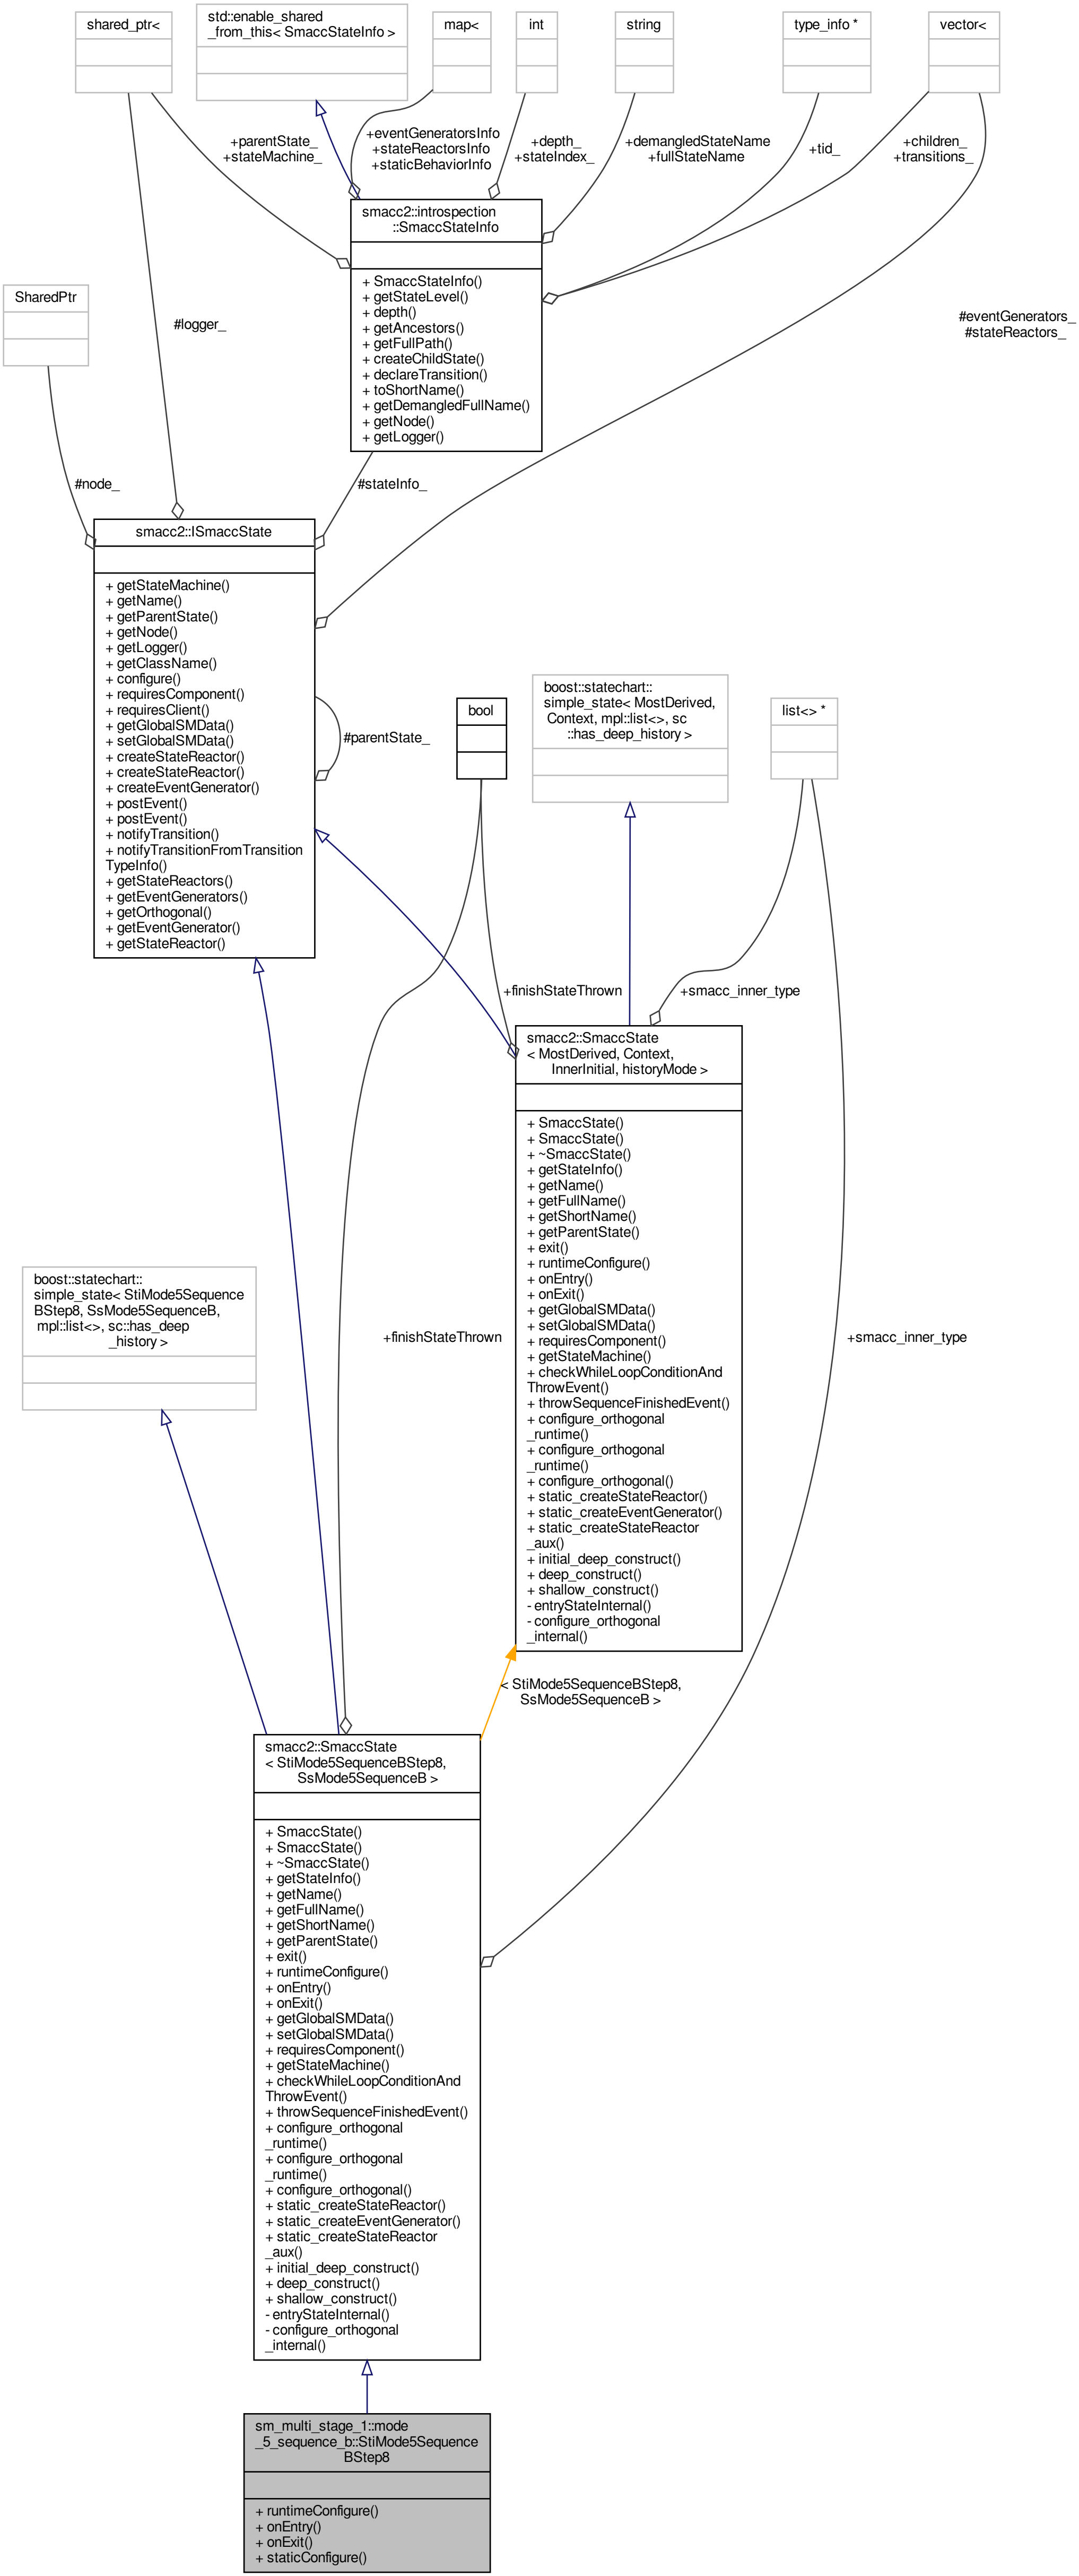 shared_ptr<
std::enable_shared
_from_this< SmaccStateInfo >
map<
int
string
type_info *
vector<
+parentState_
+stateMachine_
+eventGeneratorsInfo
+stateReactorsInfo
+staticBehaviorInfo
+depth_
+stateIndex_
+demangledStateName
+fullStateName
+tid_
+children_
+transitions_
smacc2::introspection
::SmaccStateInfo
+ SmaccStateInfo()
+ getStateLevel()
+ depth()
+ getAncestors()
+ getFullPath()
+ createChildState()
+ declareTransition()
+ toShortName()
+ getDemangledFullName()
+ getNode()
+ getLogger()
SharedPtr
#logger_
#eventGenerators_
#stateReactors_
#node_
#stateInfo_
smacc2::ISmaccState
+ getStateMachine()
+ getName()
+ getParentState()
+ getNode()
+ getLogger()
+ getClassName()
+ configure()
+ requiresComponent()
+ requiresClient()
+ getGlobalSMData()
+ setGlobalSMData()
+ createStateReactor()
+ createStateReactor()
+ createEventGenerator()
+ postEvent()
+ postEvent()
+ notifyTransition()
+ notifyTransitionFromTransition
TypeInfo()
+ getStateReactors()
+ getEventGenerators()
+ getOrthogonal()
+ getEventGenerator()
+ getStateReactor()
#parentState_
bool
boost::statechart::
simple_state< MostDerived,
Context, mpl::list<>, sc
::has_deep_history >
list<> *
+finishStateThrown
+smacc_inner_type
smacc2::SmaccState
< MostDerived, Context,
InnerInitial, historyMode >
+ SmaccState()
+ SmaccState()
+ ~SmaccState()
+ getStateInfo()
+ getName()
+ getFullName()
+ getShortName()
+ getParentState()
+ exit()
+ runtimeConfigure()
+ onEntry()
+ onExit()
+ getGlobalSMData()
+ setGlobalSMData()
+ requiresComponent()
+ getStateMachine()
+ checkWhileLoopConditionAnd
ThrowEvent()
+ throwSequenceFinishedEvent()
+ configure_orthogonal
_runtime()
+ configure_orthogonal
_runtime()
+ configure_orthogonal()
+ static_createStateReactor()
+ static_createEventGenerator()
+ static_createStateReactor
_aux()
+ initial_deep_construct()
+ deep_construct()
+ shallow_construct()
- entryStateInternal()
- configure_orthogonal
_internal()
boost::statechart::
simple_state< StiMode5Sequence
BStep8, SsMode5SequenceB,
mpl::list<>, sc::has_deep
_history >
+finishStateThrown
+smacc_inner_type
< StiMode5SequenceBStep8,
SsMode5SequenceB >
smacc2::SmaccState
< StiMode5SequenceBStep8,
SsMode5SequenceB >
+ SmaccState()
+ SmaccState()
+ ~SmaccState()
+ getStateInfo()
+ getName()
+ getFullName()
+ getShortName()
+ getParentState()
+ exit()
+ runtimeConfigure()
+ onEntry()
+ onExit()
+ getGlobalSMData()
+ setGlobalSMData()
+ requiresComponent()
+ getStateMachine()
+ checkWhileLoopConditionAnd
ThrowEvent()
+ throwSequenceFinishedEvent()
+ configure_orthogonal
_runtime()
+ configure_orthogonal
_runtime()
+ configure_orthogonal()
+ static_createStateReactor()
+ static_createEventGenerator()
+ static_createStateReactor
_aux()
+ initial_deep_construct()
+ deep_construct()
+ shallow_construct()
- entryStateInternal()
- configure_orthogonal
_internal()
sm_multi_stage_1::mode
_5_sequence_b::StiMode5Sequence
BStep8
+ runtimeConfigure()
+ onEntry()
+ onExit()
+ staticConfigure()